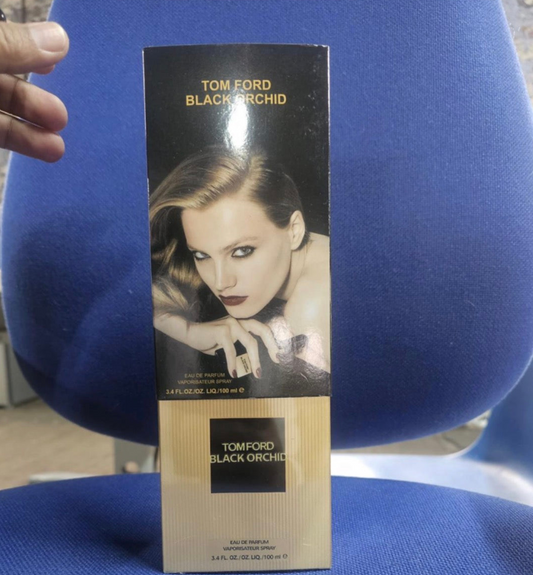 TOM FORD
BLACK ORCHID
EAU DE PARFUM
VAPORISATEUR SPRAY
3.4 FL.OZ./OZ. LIQ./100 ml ℮
TOM FORD
BLACK ORCHID
EAU DE PARFUM
VAPORISATEUR SPRAY
3.4 FL. OZ./OZ. LIQ./100 ml ℮